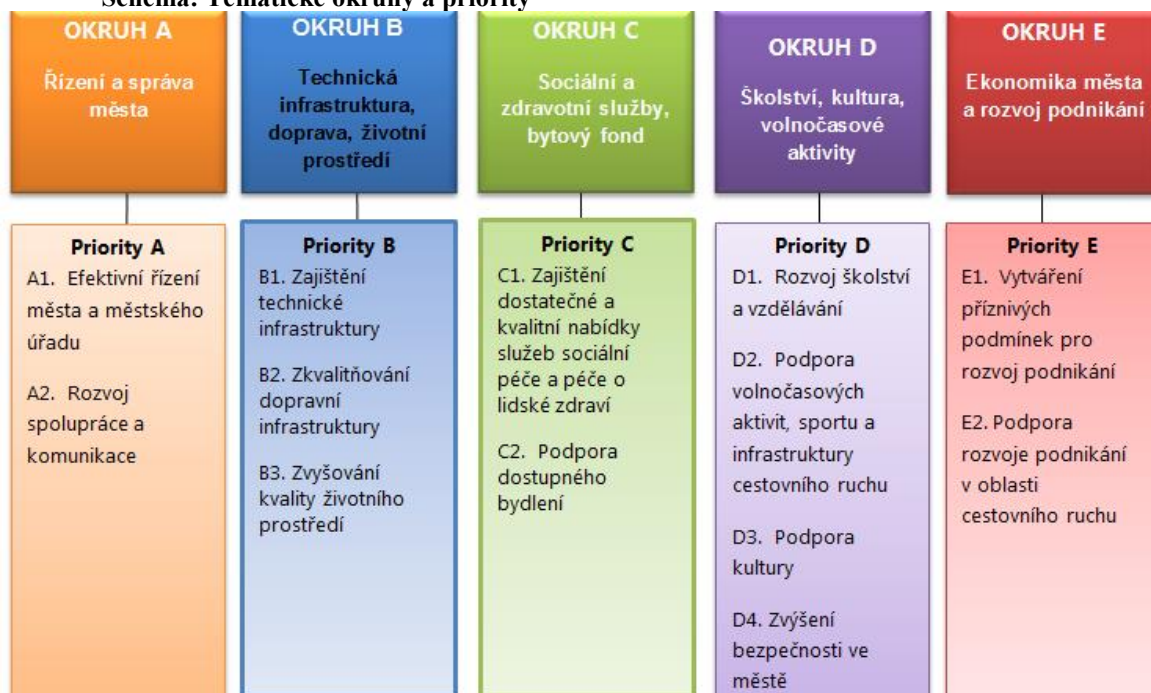 Schéma: Tématické okruhy a priority
OKRUH A
Řízení a správa
města
OKRUH B
Technická
infrastruktura,
doprava, životní
prostředí
OKRUH C
Sociální a
zdravotní služby,
bytový fond
OKRUH D
Školství, kultura,
volnočasové
aktivity
OKRUH E
Ekonomika města
a rozvoj podnikání
Priority A
A1. Efektivní řízení
města a městského
úřadu
A2. Rozvoj
spolupráce a
komunikace
Priority B
B1. Zajištění
technické
infrastruktury
B2. Zkvalitňování
dopravní
infrastruktury
B3. Zvyšování
kvality životního
prostředí
Priority C
C1. Zajištění
dostatečné a
kvalitní nabídky
služeb sociální
péče a péče o
lidské zdraví
C2. Podpora
dostupného
bydlení
Priority D
D1. Rozvoj školství
a vzdělávání
D2. Podpora
volnočasových
aktivit, sportu a
infrastruktury
cestovního ruchu
D3. Podpora
kultury
D4. Zvýšení
bezpečnosti ve
městě
Priority E
E1. Vytváření
příznivých
podmínek pro
rozvoj podnikání
E2. Podpora
rozvoje podnikání
v oblasti
cestovního ruchu